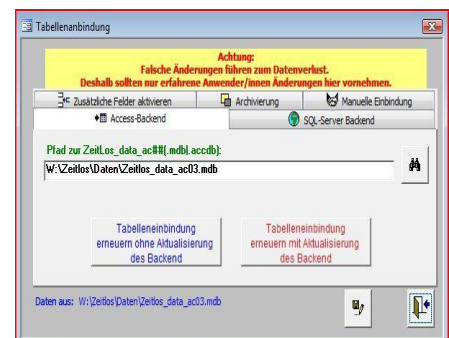 Tabellenanbindung
Achtung:
Falsche Änderungen führen zum Datenverlust.
Deshalb sollten nur erfahrene Anwender/innen Änderungen hier vornehmen.
Zusätzliche Felder aktivieren
Archivierung
Manuelle Einbindung
Access-Backend
SQL-Server Backend
Pfad zur ZeitLos_data_ac##(.mdb|.accdb):
W:\Zeitlos\Daten\Zeitlos_data_ac03.mdb
Tabelleneinbindung
erneuern ohne Aktualisierung
des Backend
Tabelleneinbindung
erneuern mit Aktualisierung
des Backend
Daten aus: W:\Zeitlos\Daten\Zeitlos_data_ac03.mdb